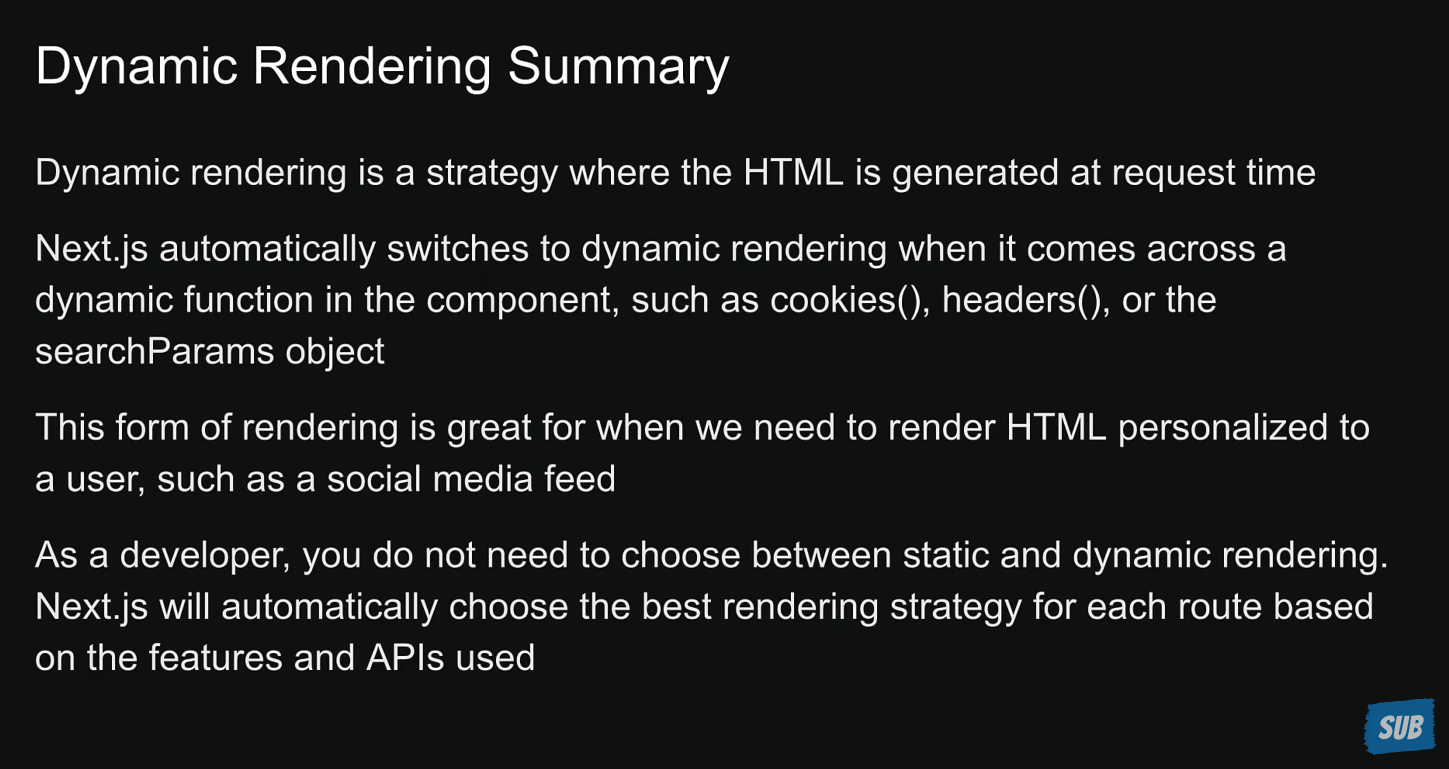 Dynamic Rendering Summary
Dynamic rendering is a strategy where the HTML is generated at request time
Next.js automatically switches to dynamic rendering when it comes across a
dynamic function in the component, such as cookies(), headers(), or the
searchParams object
This form of rendering is great for when we need to render HTML personalized to
a user, such as a social media feed
As a developer, you do not need to choose between static and dynamic rendering.
Next.js will automatically choose the best rendering strategy for each route based
on the features and APIs used
SUB